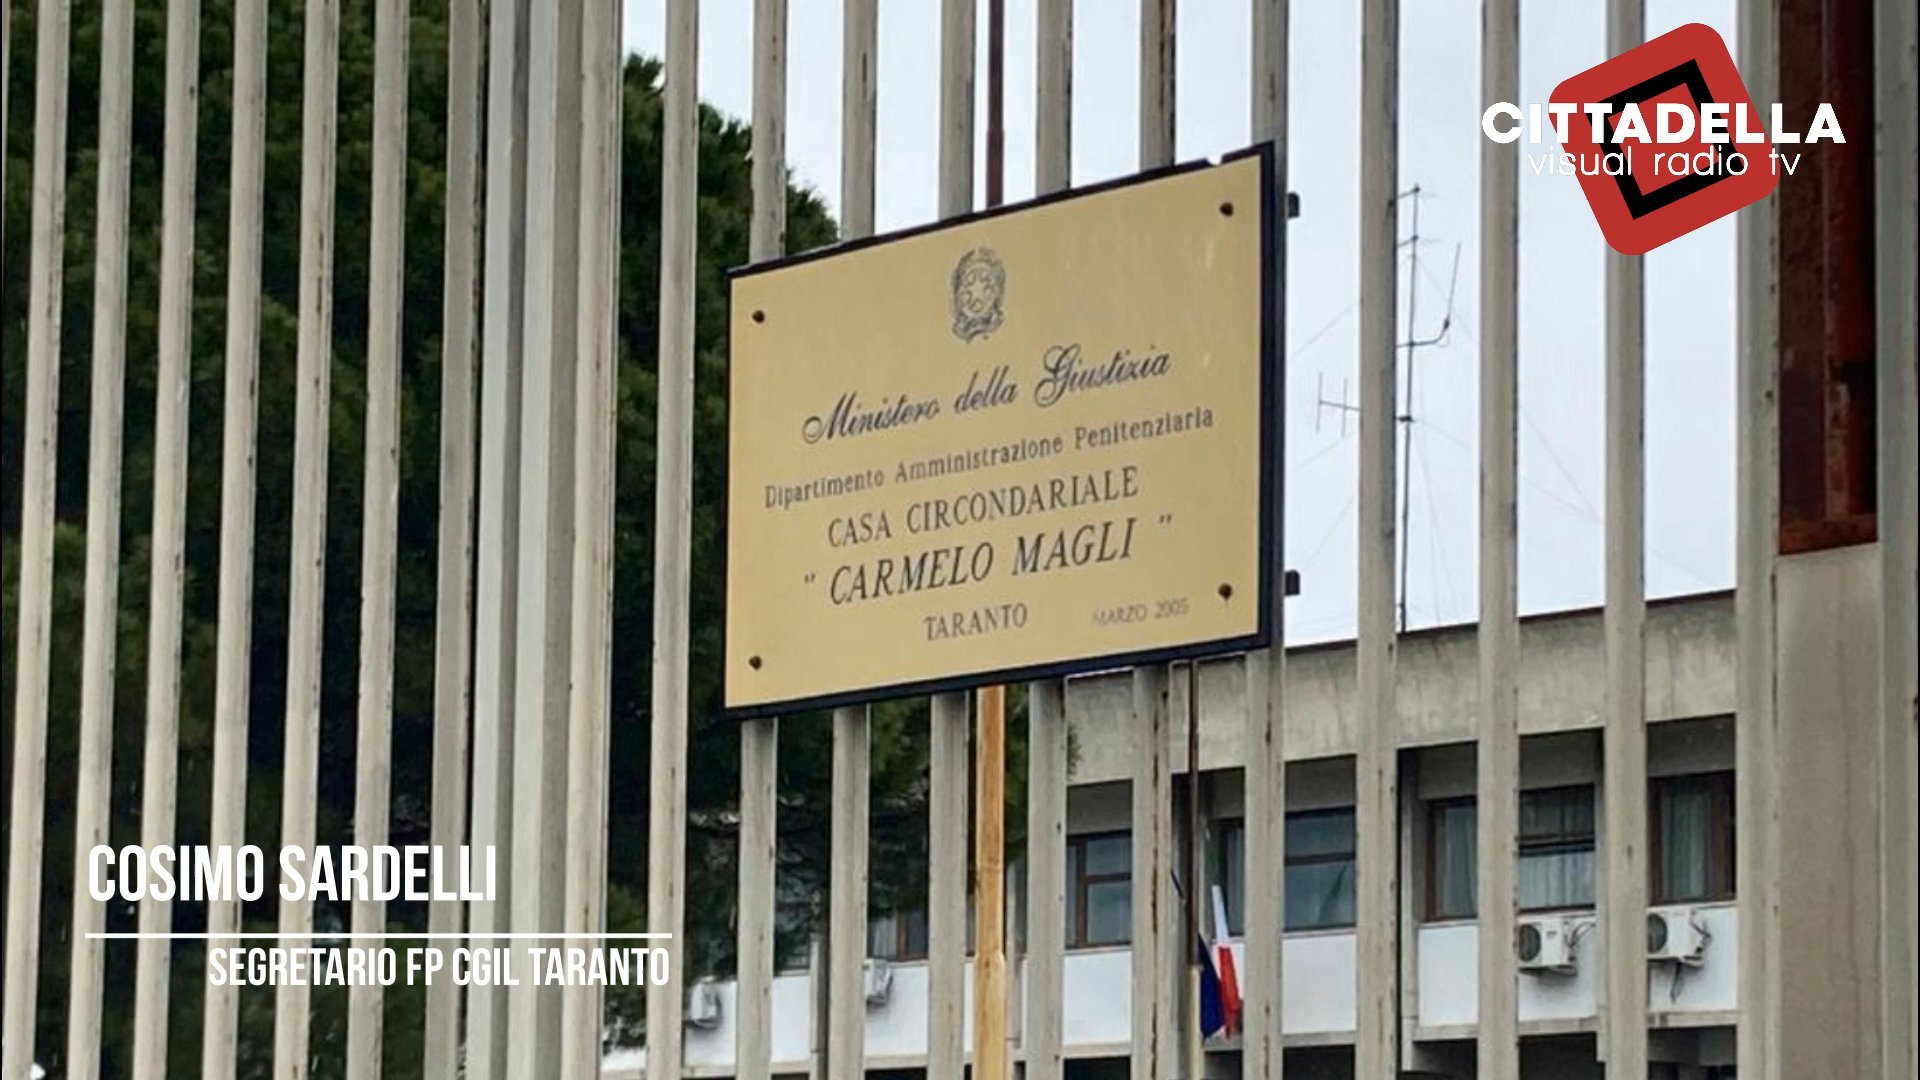 CITTADELLA
visual radio tv
Ministero della Giustizia
Dipartimento Amministrazione Penitenziaria
CASA CIRCONDARIALE
" CARMELO MAGLI "
TARANTO MARZO 2005
COSIMO SARDELLI
SEGRETARIO FP CGIL TARANTO